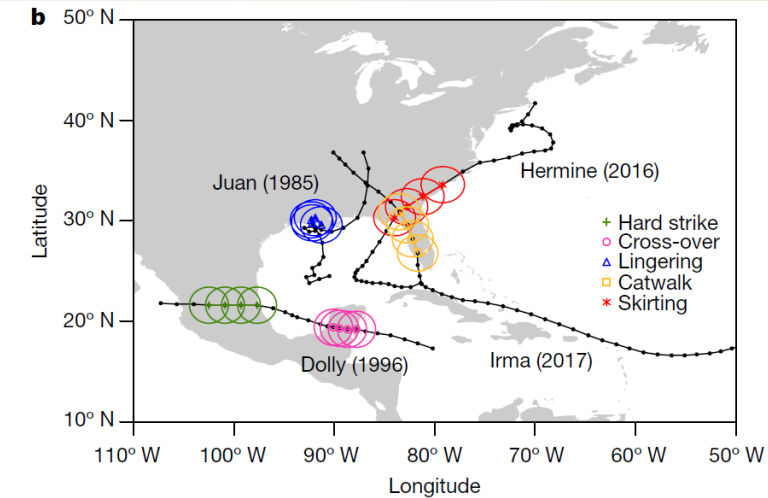 b
50° N
40° N
30° N
20° N
10° N
Latitude
Juan (1985)
Hermine (2016)
Dolly (1996)
Irma (2017)
Hard strike
Cross-over
Lingering
Catwalk
Skirting
110° W 100° W 90° W 80° W 70° W 60° W 50° W
Longitude